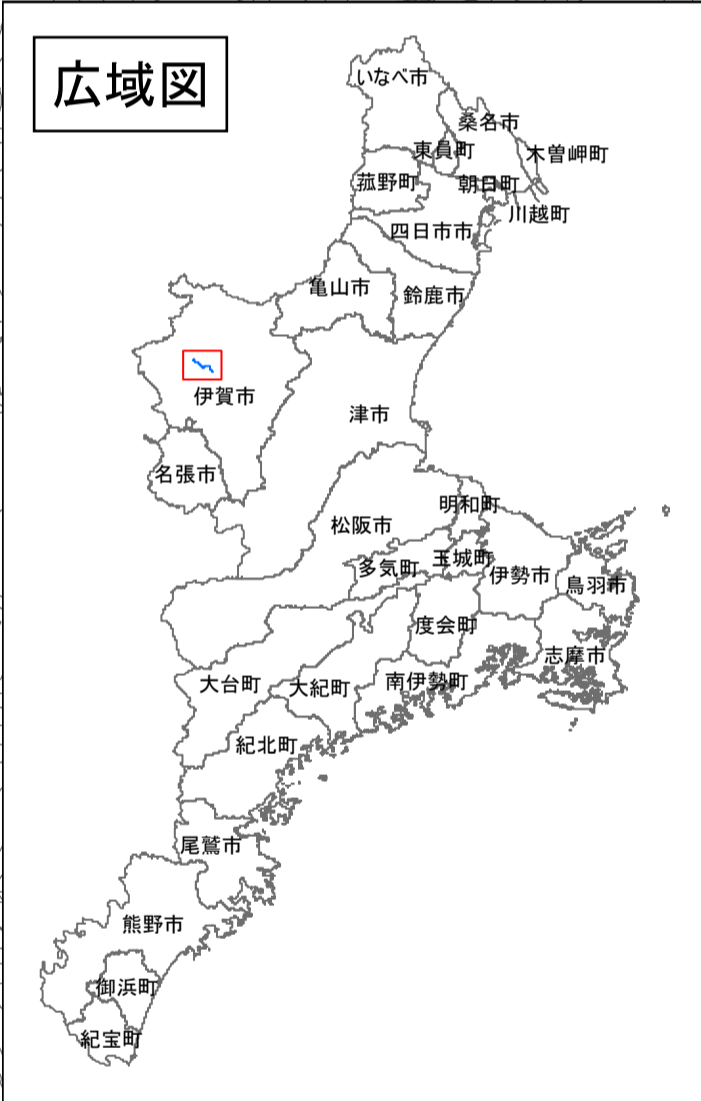 広域図
いなべ市
桑名市
東員町
木曽岬町
菰野町
朝日町
川越町
四日市市
亀山市
鈴鹿市
伊賀市
津市
名張市
明和町
松阪市
玉城町
多気町
伊勢市
鳥羽市
度会町
志摩市
大台町
大紀町
南伊勢町
紀北町
尾鷲市
熊野市
御浜町
紀宝町